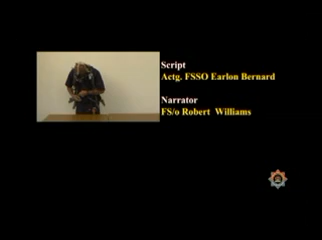 Script
Actg. FSSO Earlon Bernard
Narrator
FS/o Robert Williams